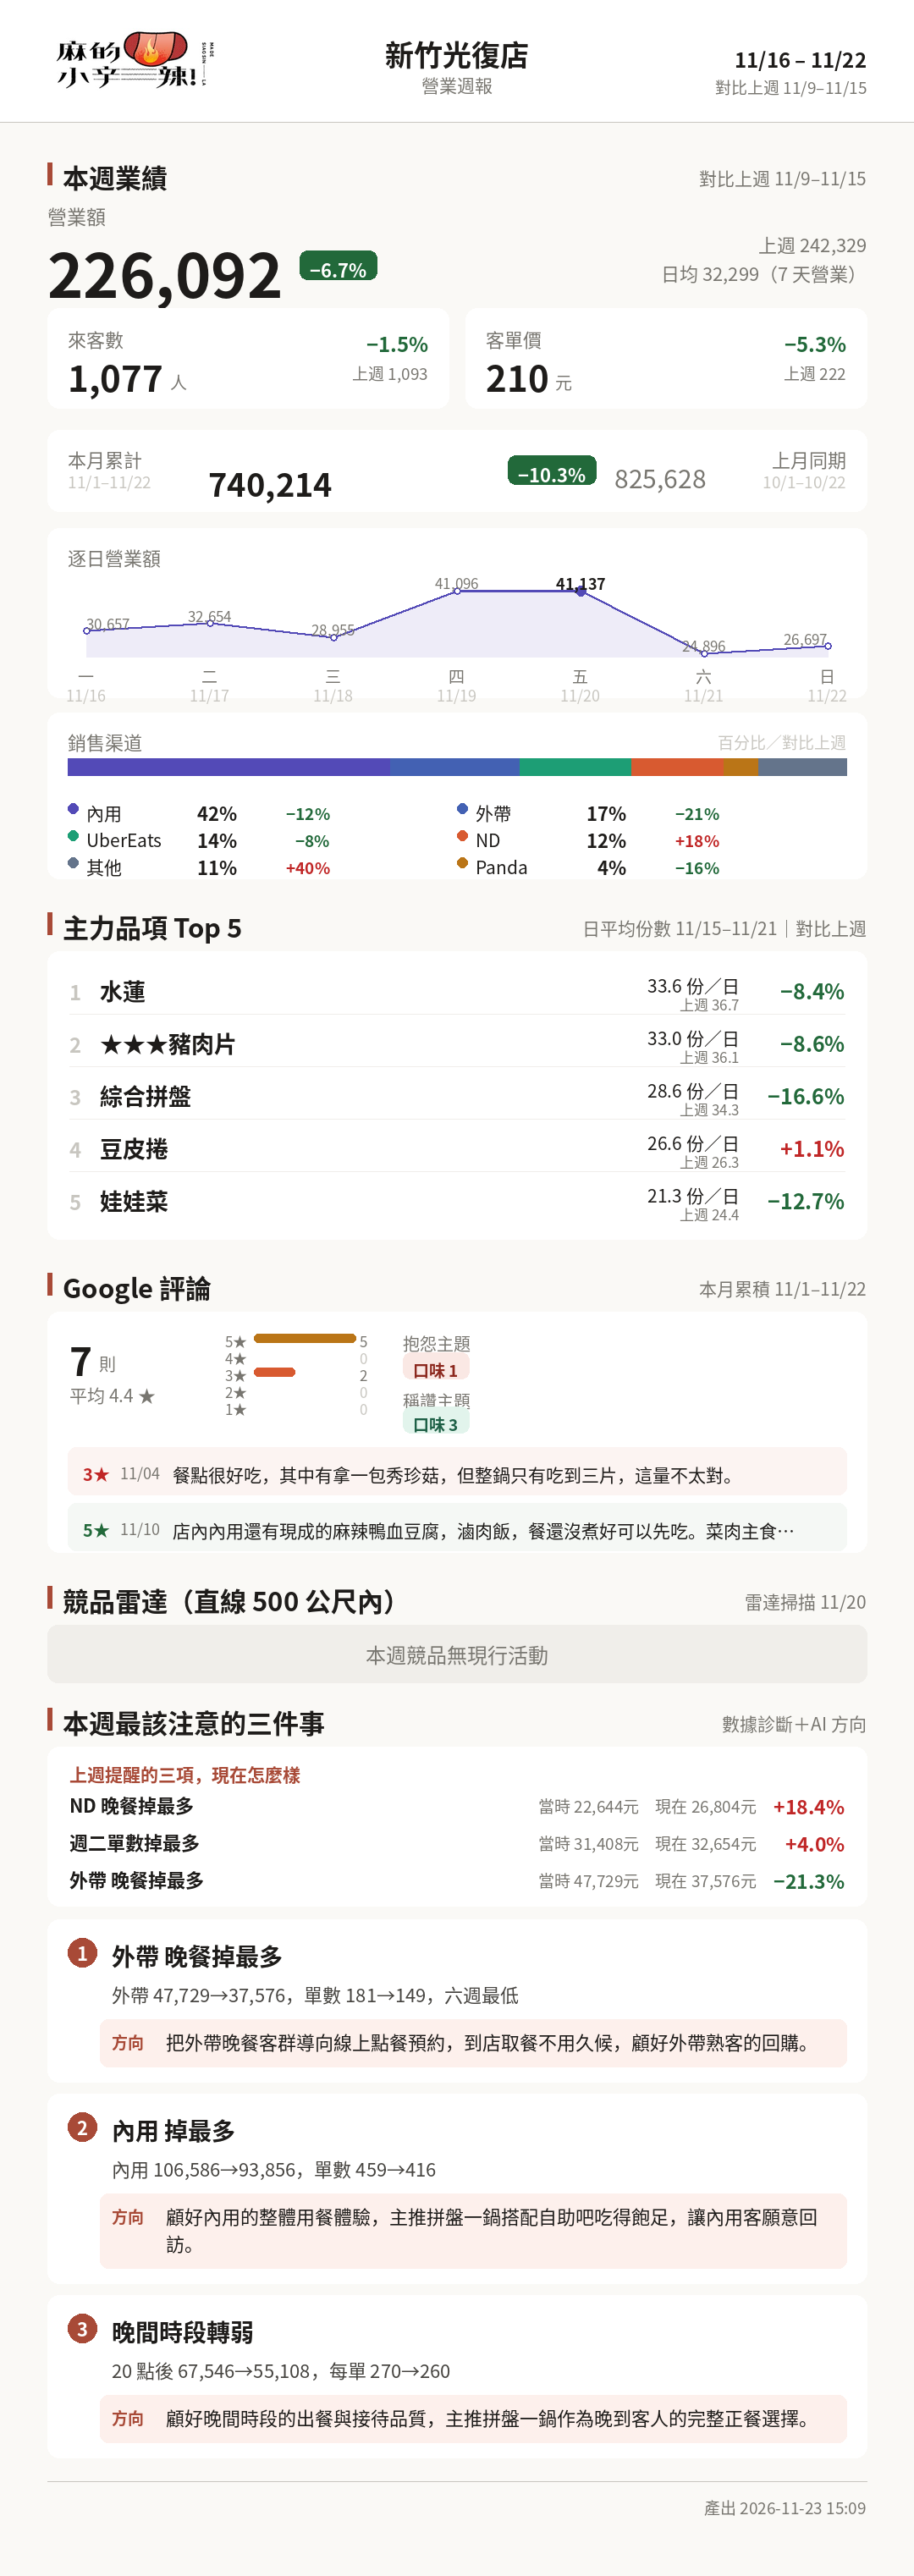 麻的
小辛一辣!
新竹光復店
營業週報
11/16 – 11/22
對比上週 11/9–11/15
本週業績
對比上週 11/9–11/15
營業額
226,092 −6.7%
上週 242,329
日均 32,299（7 天營業）
來客數
1,077 人
−1.5%
上週 1,093
客單價
210 元
−5.3%
上週 222
本月累計
11/1–11/22
740,214
−10.3% 825,628
上月同期
10/1–10/22
逐日營業額
30,657 32,654 28,955 41,096 41,137 24,896 26,697
一 二 三 四 五 六 日
11/16 11/17 11/18 11/19 11/20 11/21 11/22
銷售渠道
百分比／對比上週
內用 42% −12% 外帶 17% −21%
UberEats 14% −8% ND 12% +18%
其他 11% +40% Panda 4% −16%
主力品項 Top 5
日平均份數 11/15–11/21｜對比上週
1 水蓮 33.6 份／日 −8.4%
上週 36.7
2 ★★★豬肉片 33.0 份／日 −8.6%
上週 36.1
3 綜合拼盤 28.6 份／日 −16.6%
上週 34.3
4 豆皮捲 26.6 份／日 +1.1%
上週 26.3
5 娃娃菜 21.3 份／日 −12.7%
上週 24.4
Google 評論
本月累積 11/1–11/22
7 則
平均 4.4 ★
5★ 5
4★ 0
3★ 2
2★ 0
1★ 0
抱怨主題
口味 1
稱讚主題
口味 3
3★ 11/04 餐點很好吃，其中有拿一包秀珍菇，但整鍋只有吃到三片，這量不太對。
5★ 11/10 店內內用還有現成的麻辣鴨血豆腐，滷肉飯，餐還沒煮好可以先吃。菜肉主食…
競品雷達（直線 500 公尺內）
雷達掃描 11/20
本週競品無現行活動
本週最該注意的三件事
數據診斷＋AI 方向
上週提醒的三項，現在怎麼樣
ND 晚餐掉最多 當時 22,644元 現在 26,804元 +18.4%
週二單數掉最多 當時 31,408元 現在 32,654元 +4.0%
外帶 晚餐掉最多 當時 47,729元 現在 37,576元 −21.3%
1 外帶 晚餐掉最多
外帶 47,729→37,576，單數 181→149，六週最低
方向 把外帶晚餐客群導向線上點餐預約，到店取餐不用久候，顧好外帶熟客的回購。
2 內用 掉最多
內用 106,586→93,856，單數 459→416
方向 顧好內用的整體用餐體驗，主推拼盤一鍋搭配自助吧吃得飽足，讓內用客願意回
訪。
3 晚間時段轉弱
20 點後 67,546→55,108，每單 270→260
方向 顧好晚間時段的出餐與接待品質，主推拼盤一鍋作為晚到客人的完整正餐選擇。
產出 2026-11-23 15:09